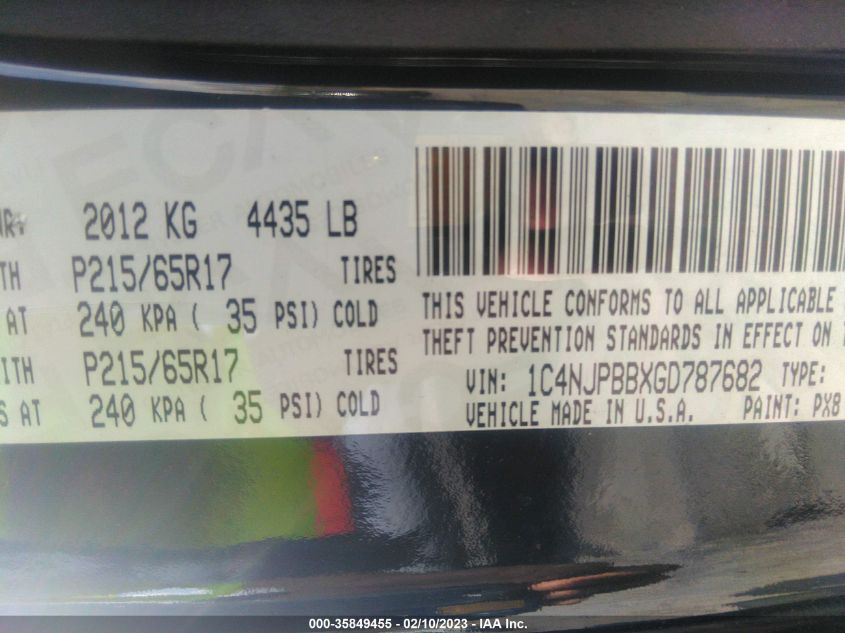 2012 KG 4435 LB
TH P215/65R17 TIRES
AT 240 KPA ( 35 PSI) COLD
ITH P215/65R17 TIRES
S AT 240 KPA ( 35 PSI) COLD
THIS VEHICLE CONFORMS TO ALL APPLICABLE
THEFT PREVENTION STANDARDS IN EFFECT ON
VIN: 1C4NJPBBXGD787682 TYPE:
VEHICLE MADE IN U.S.A. PAINT: PX8
000-35849455 - 02/10/2023 - IAA Inc.